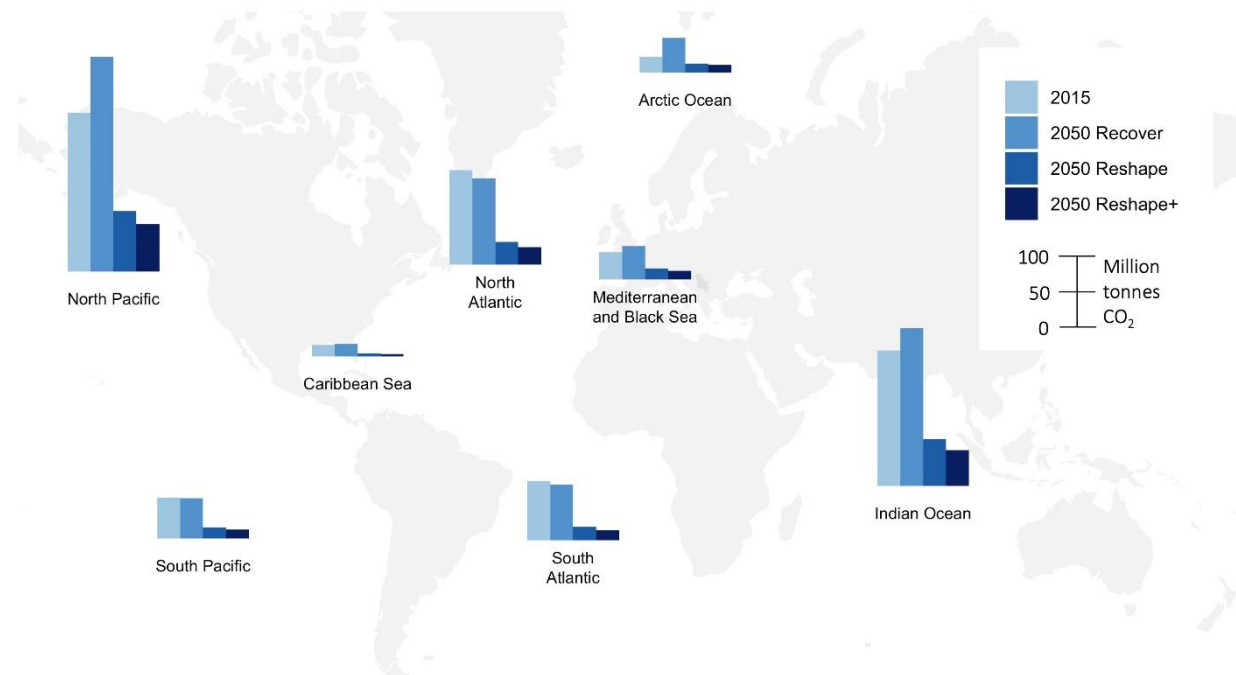 Arctic Ocean
2015
2050 Recover
2050 Reshape
2050 Reshape+
100
50
0
Million
tonnes
CO₂
North Pacific
North
Atlantic
Mediterranean
and Black Sea
Caribbean Sea
Indian Ocean
South Pacific
South
Atlantic